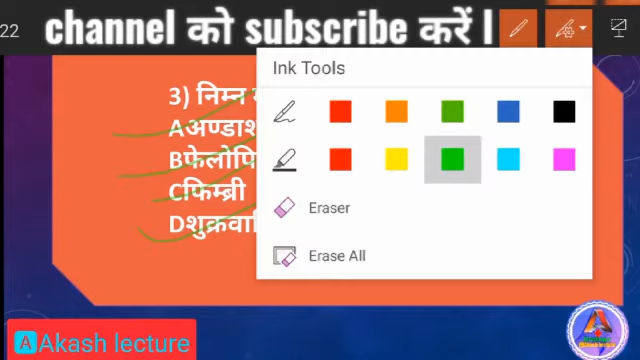 22
channel को subscribe करें l
Ink Tools
3) निम्न
Aअण्डाश
Bफेलोपि
Cफिम्ब्री
Dशुक्रवा
Eraser
Erase All
A Akash lecture